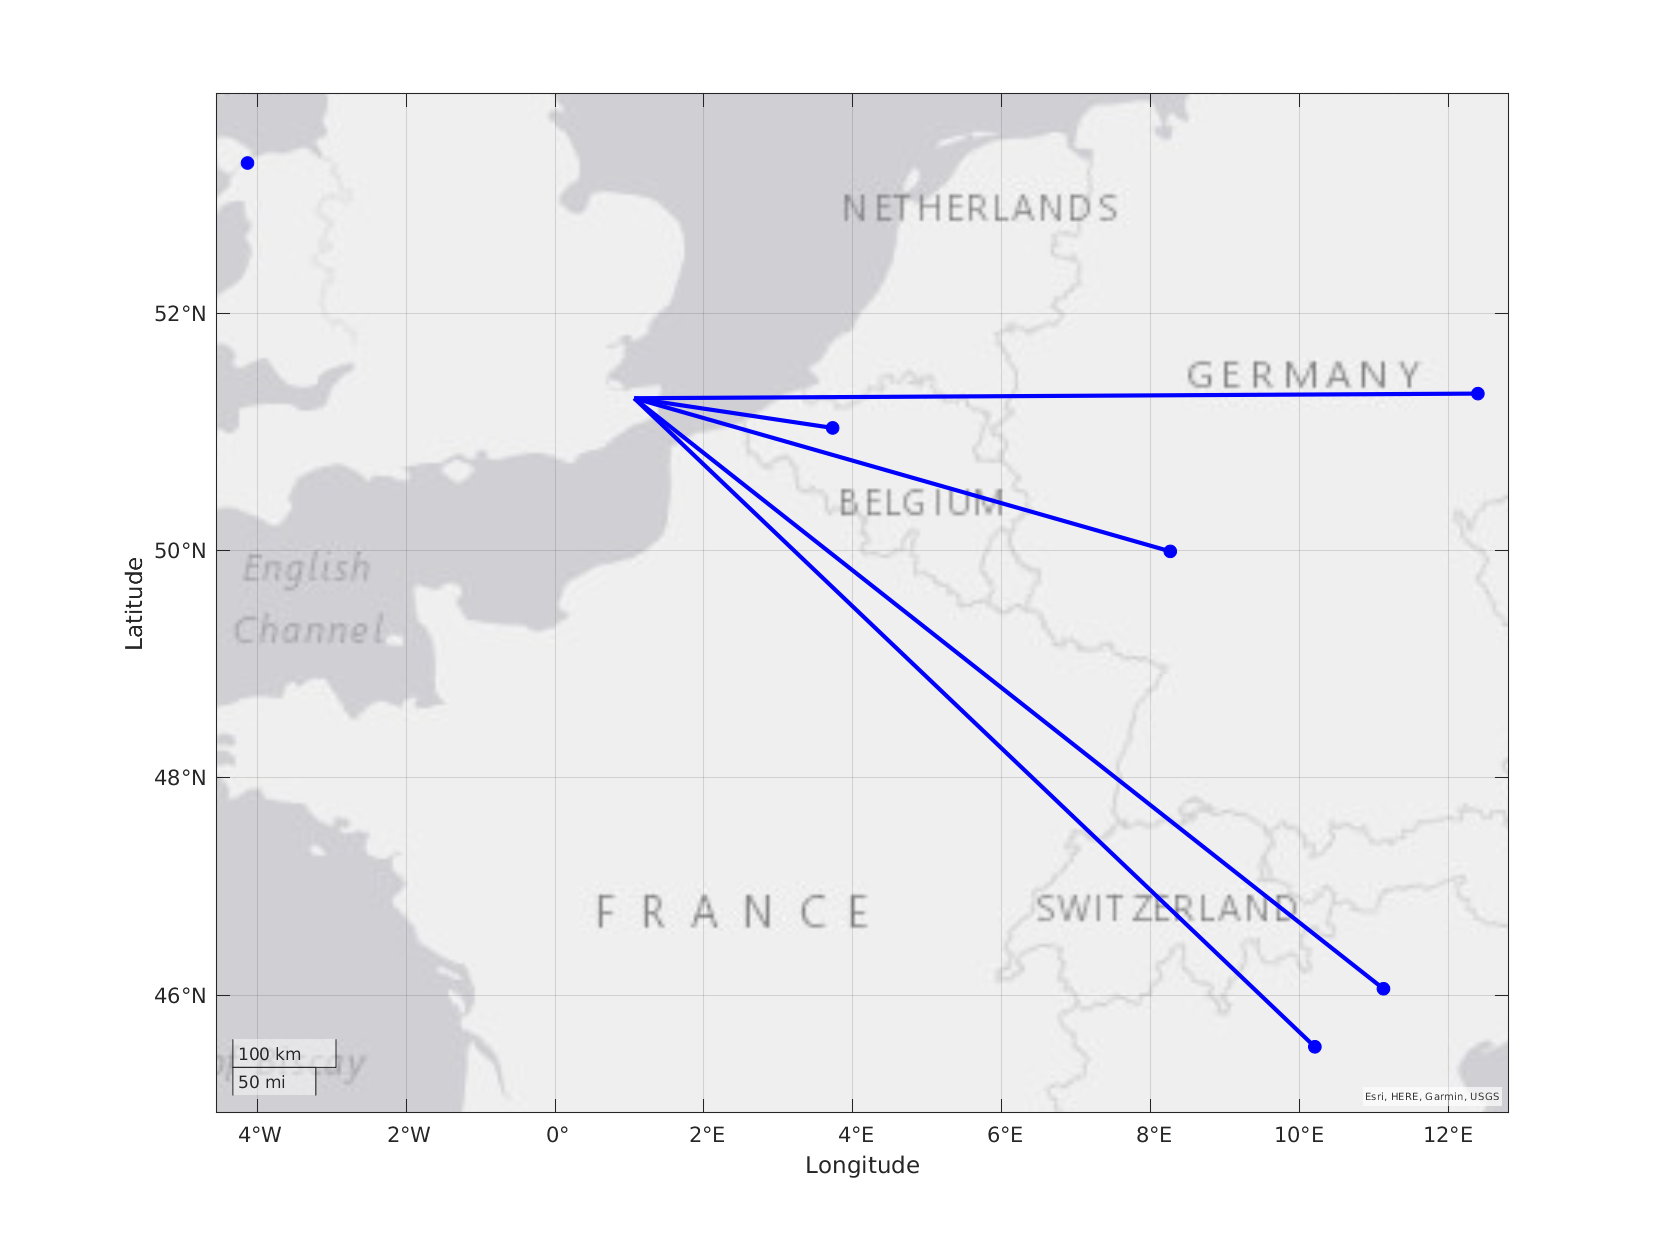 NETHERLANDS
52°N
GERMANY
BELGIUM
50°N
English
Channel
Latitude
48°N
FRANCE
SWITZERLAND
46°N
100 km
Biscay
50 mi
Esri, HERE, Garmin, USGS
4°W 2°W 0° 2°E 4°E 6°E 8°E 10°E 12°E
Longitude